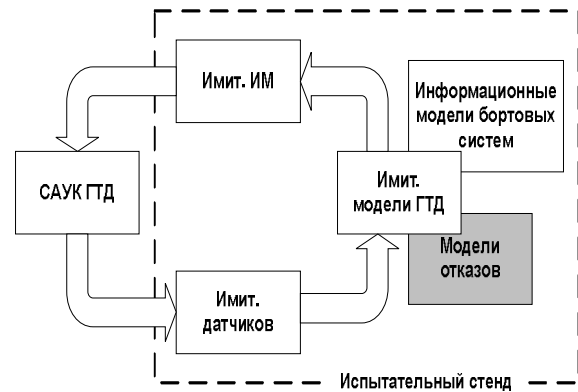 Имит. ИМ
Информационные
модели бортовых
систем
САУК ГТД
Имит.
модели ГТД
Модели
отказов
Имит.
датчиков
Испытательный стенд